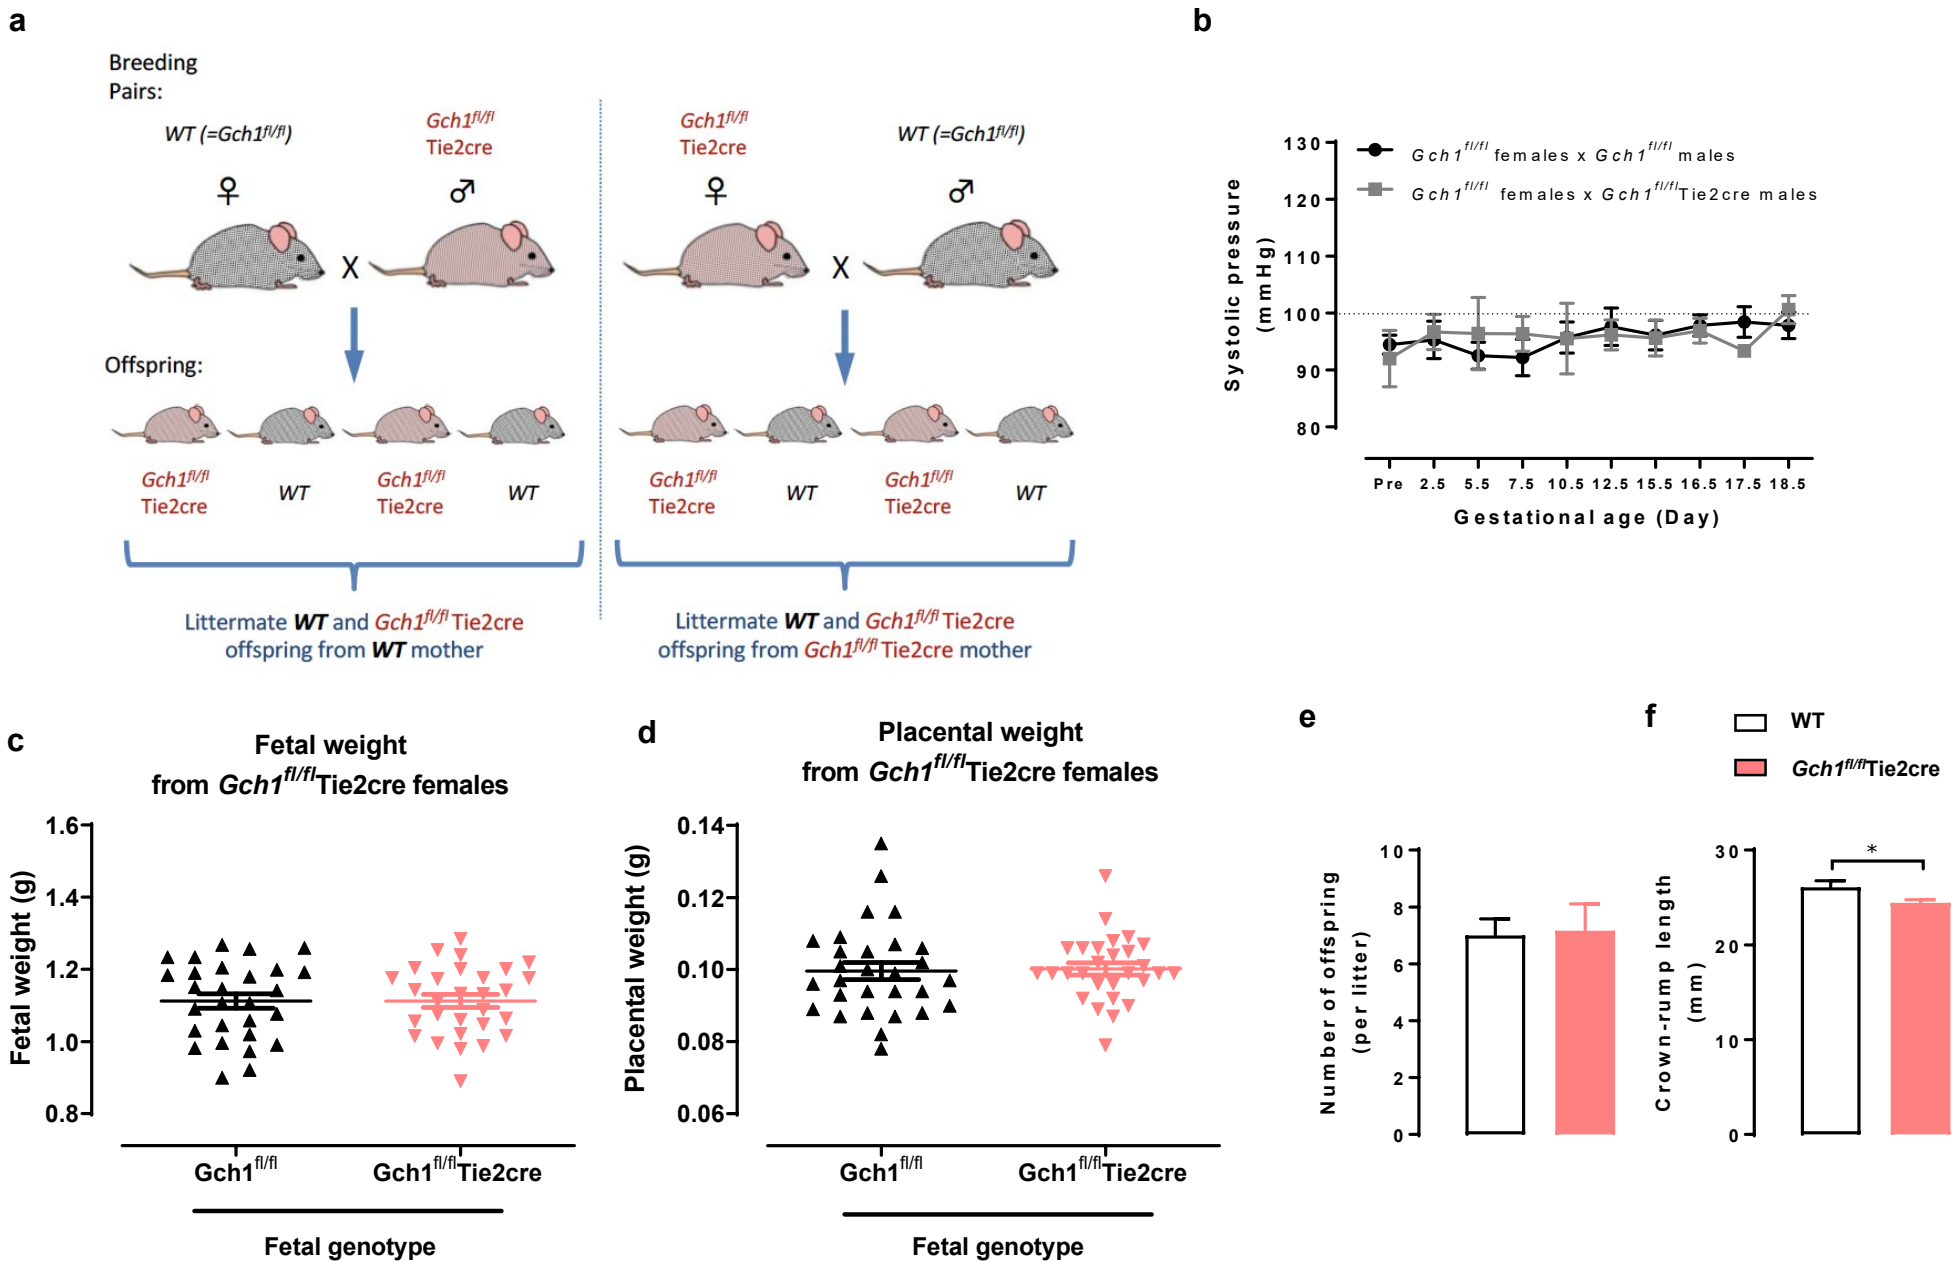 a
Breeding
Pairs:
WT (=Gch1fl/fl)
Gch1fl/fl
Tie2cre
Gch1fl/fl
Tie2cre
WT (=Gch1fl/fl)
♀
♂
♀
♂
X
X
Offspring:
Gch1fl/fl
Tie2cre
WT
Gch1fl/fl
Tie2cre
WT
Gch1fl/fl
Tie2cre
WT
Gch1fl/fl
Tie2cre
WT
Littermate WT and Gch1fl/fl Tie2cre
offspring from WT mother
Littermate WT and Gch1fl/fl Tie2cre
offspring from Gch1fl/fl Tie2cre mother
b
Gch1fl/fl females x Gch1fl/fl males
Gch1fl/fl females x Gch1fl/flTie2cre males
Systolic pressure
(mmHg)
130
120
110
100
90
80
Pre 2.5 5.5 7.5 10.5 12.5 15.5 16.5 17.5 18.5
Gestational age (Day)
c
Fetal weight
from Gch1fl/flTie2cre females
Fetal weight (g)
1.6
1.4
1.2
1.0
0.8
Gch1fl/fl
Gch1fl/flTie2cre
Fetal genotype
d
Placental weight
from Gch1fl/flTie2cre females
Placental weight (g)
0.14
0.12
0.10
0.08
0.06
Gch1fl/fl
Gch1fl/flTie2cre
Fetal genotype
e
Number of offspring
(per litter)
10
8
6
4
2
0
f
WT
Gch1fl/flTie2cre
Crown-rump length
(mm)
30
20
10
0
*